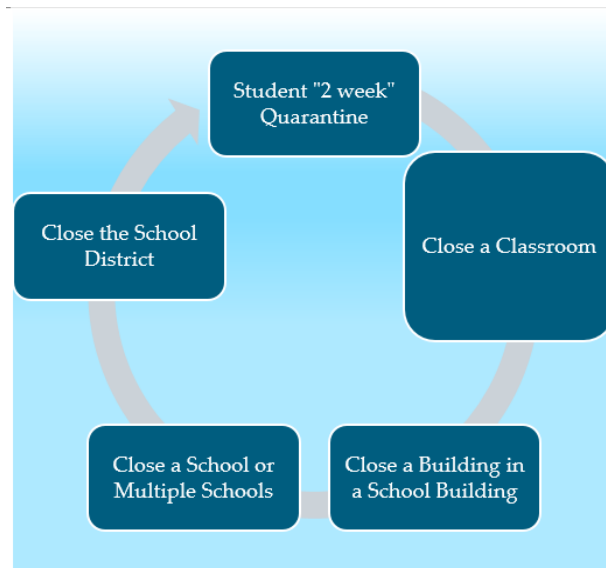 Student "2 week"
Quarantine
Close a Classroom
Close a Building in
a School Building
Close a School or
Multiple Schools
Close the School
District